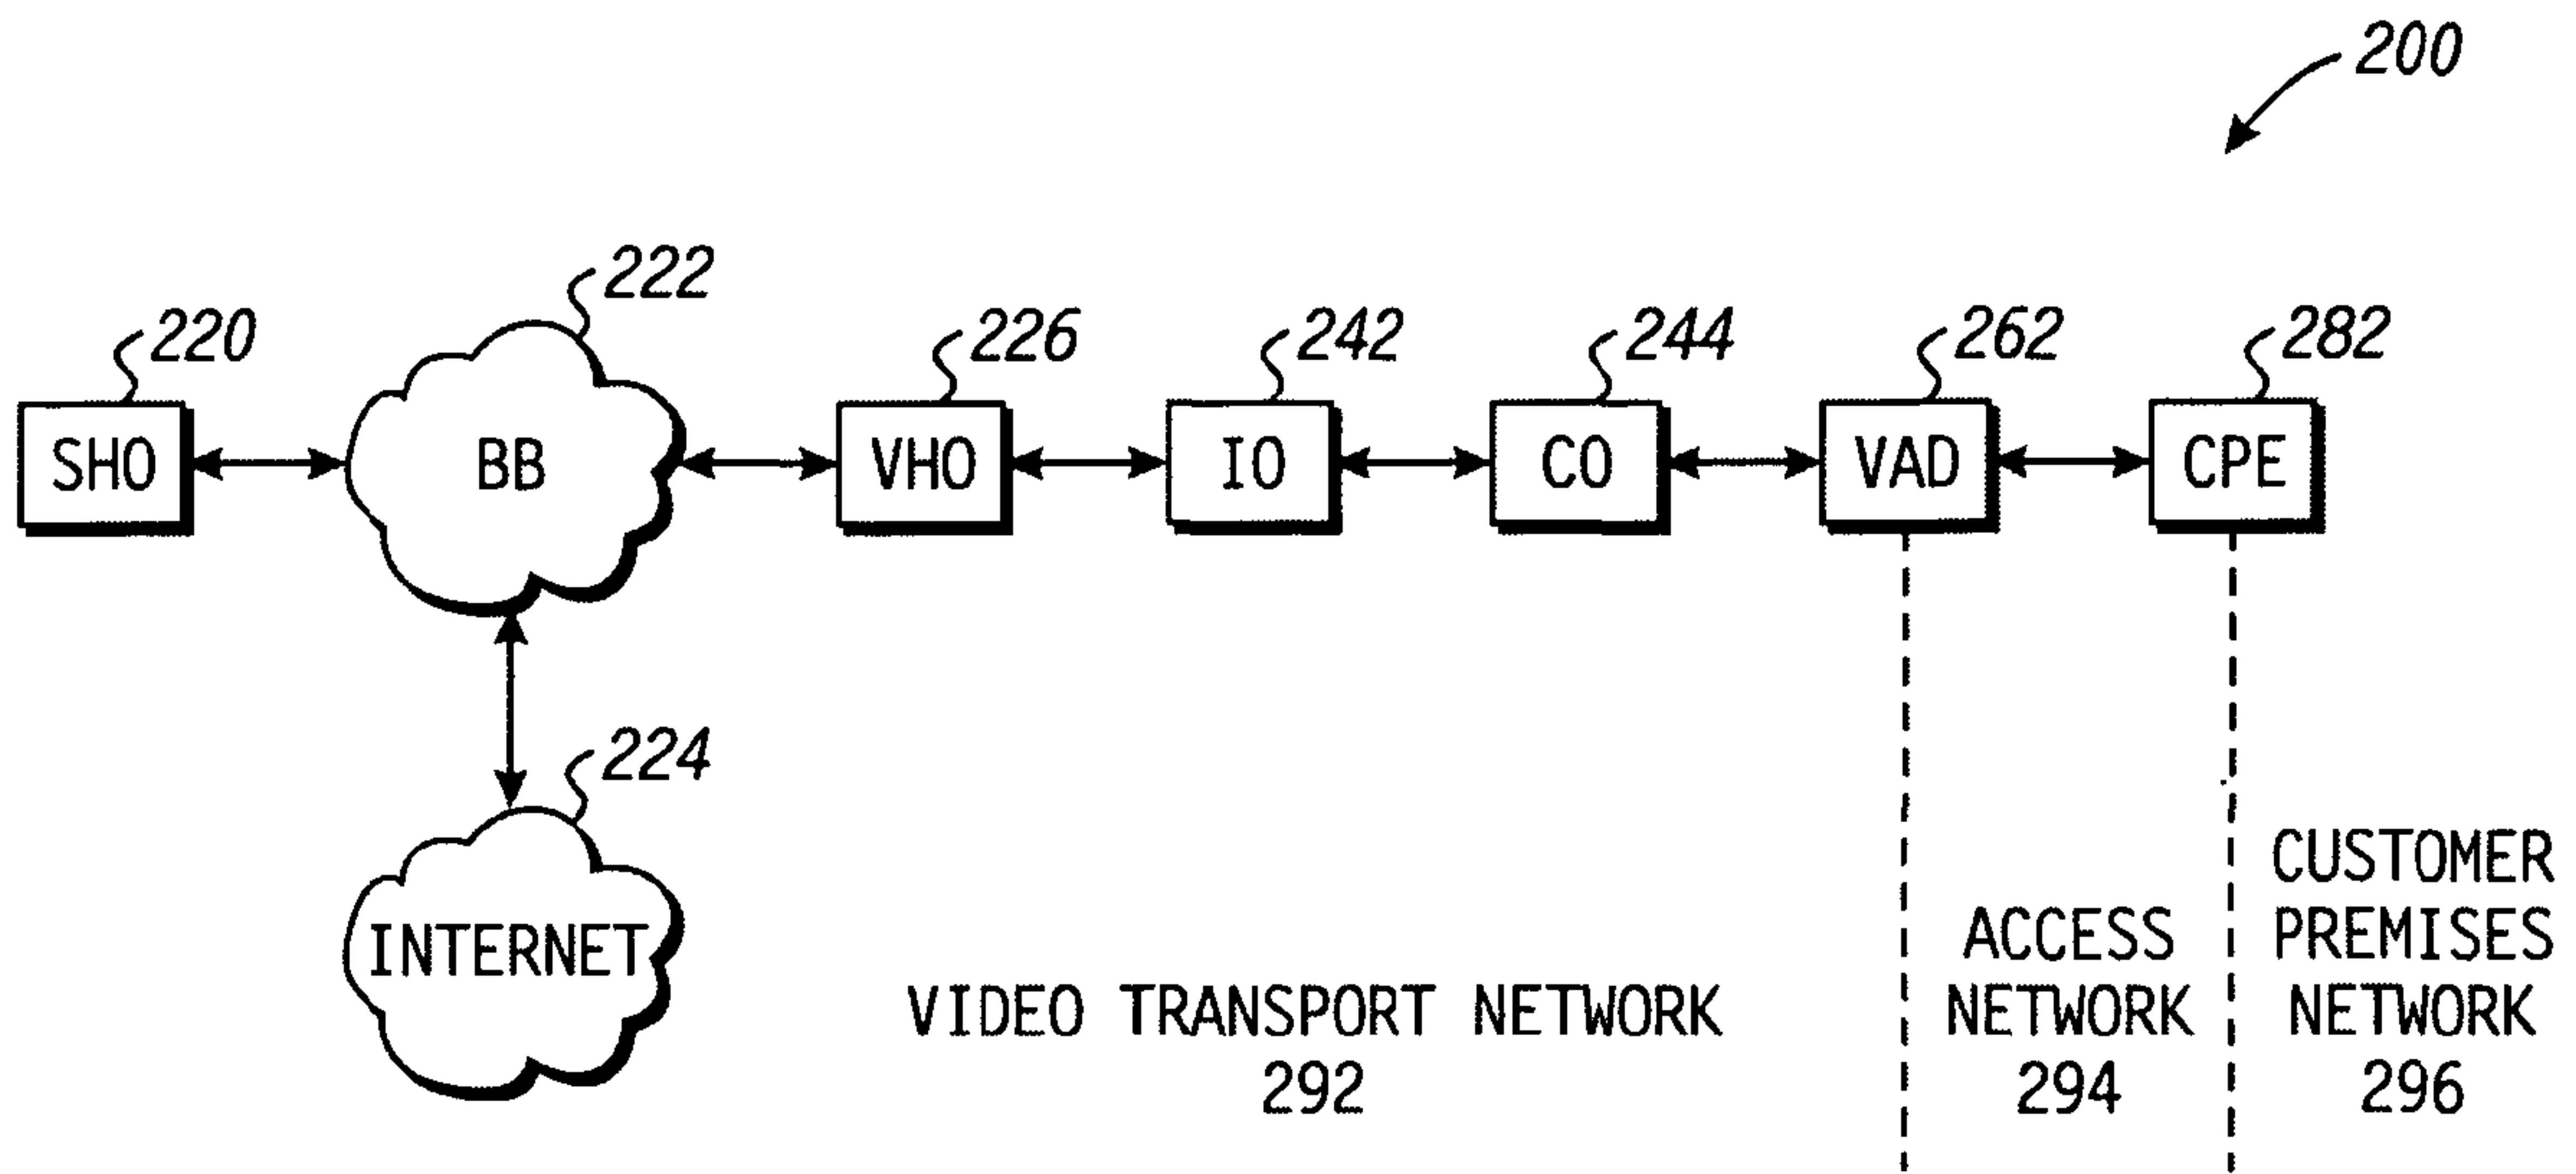 200
222
220
226
242
244
262
282
SHO
BB
VHO
IO
CO
VAD
CPE
224
INTERNET
VIDEO TRANSPORT NETWORK
292
ACCESS
NETWORK
294
CUSTOMER
PREMISES
NETWORK
296